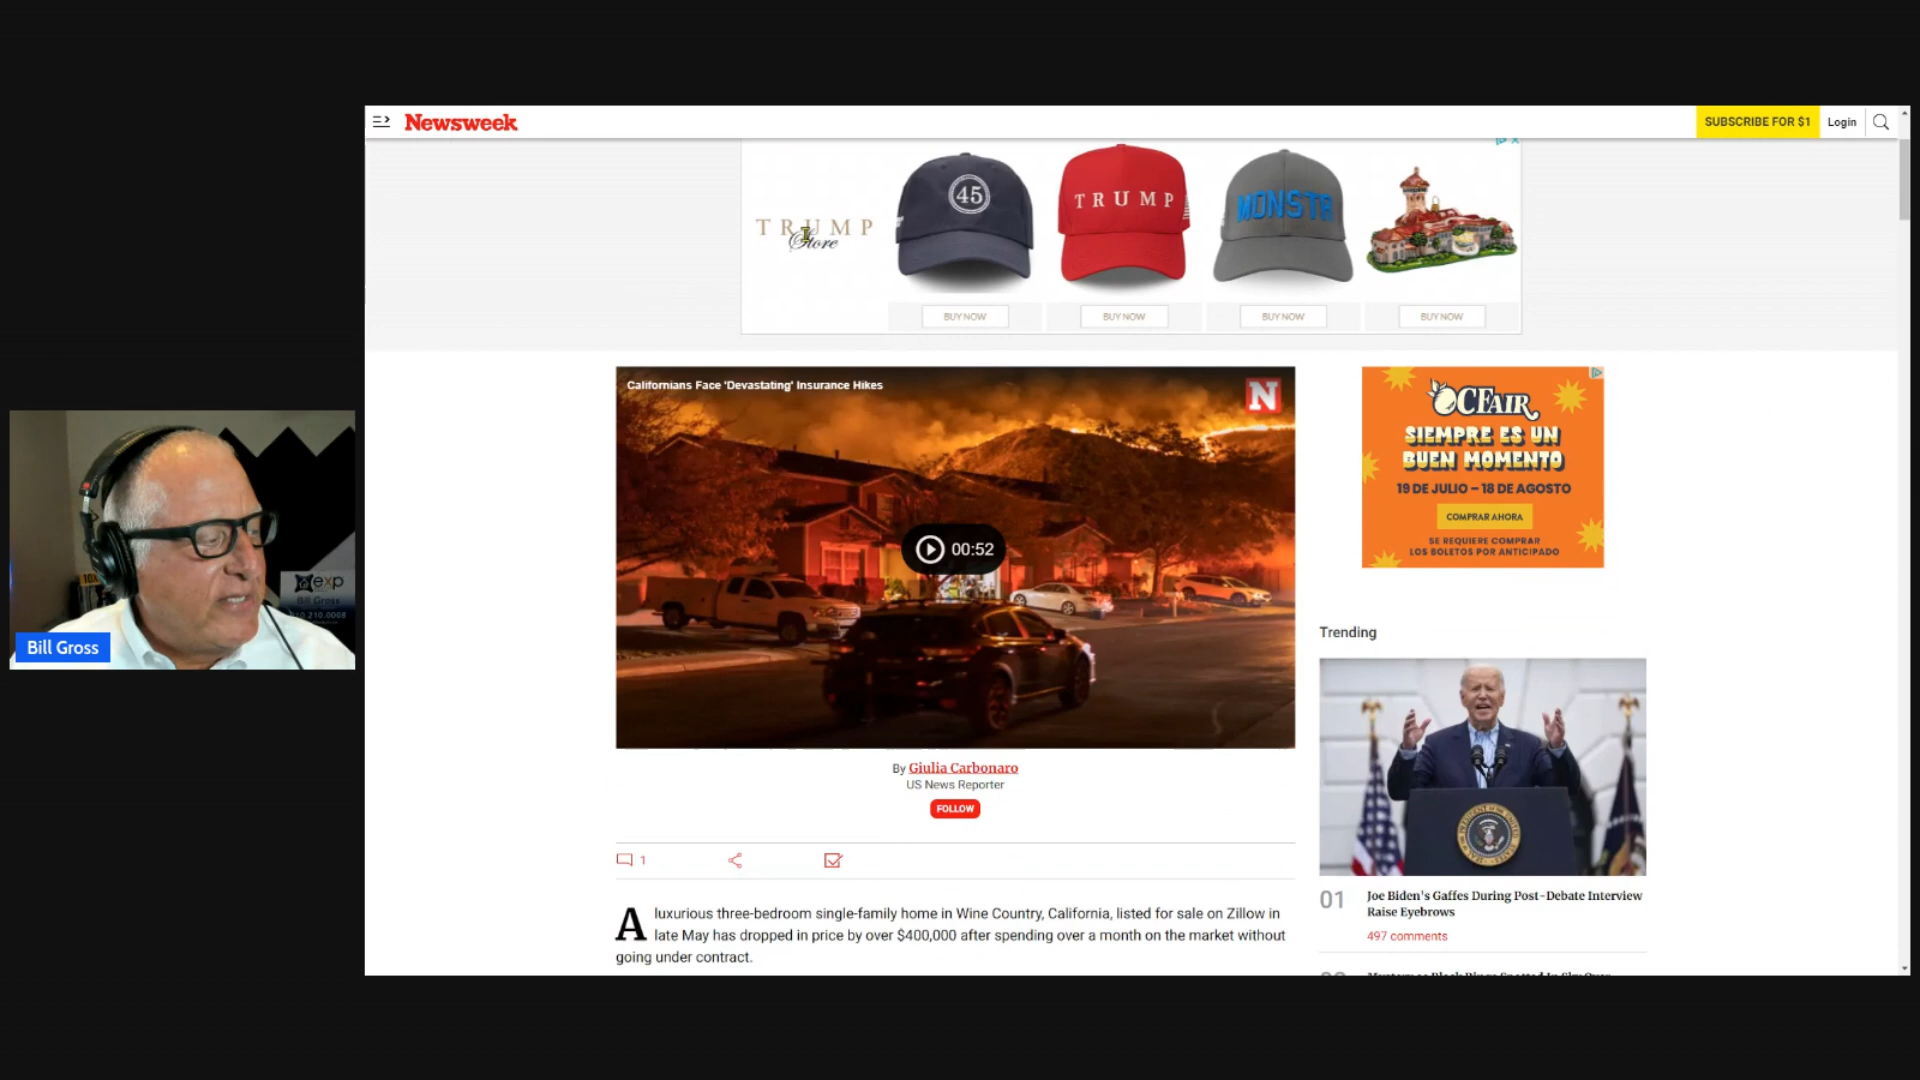 Newsweek
SUBSCRIBE FOR $1
Login
TRUMP
Store
45
TRUMP
MONSTR
BUY NOW
BUY NOW
BUY NOW
BUY NOW
Californians Face 'Devastating' Insurance Hikes
N
00:52
OC FAIR
SIEMPRE ES UN
BUEN MOMENTO
19 DE JULIO – 18 DE AGOSTO
COMPRAR AHORA
SE REQUIERE COMPRAR
LOS BOLETOS POR ANTICIPADO
10X
exp
Bill Gross
Bill Gross
Trending
By Giulia Carbonaro
US News Reporter
FOLLOW
1
A luxurious three-bedroom single-family home in Wine Country, California, listed for sale on Zillow in
late May has dropped in price by over $400,000 after spending over a month on the market without
going under contract.
01
Joe Biden's Gaffes During Post-Debate Interview
Raise Eyebrows
497 comments